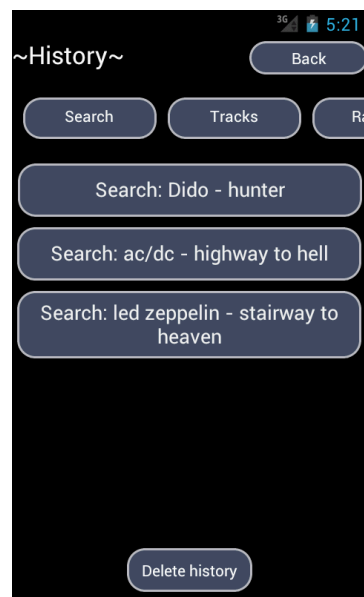 3G 5:21
~History~ Back
Search Tracks Ra
Search: Dido - hunter
Search: ac/dc - highway to hell
Search: led zeppelin - stairway to
heaven
Delete history